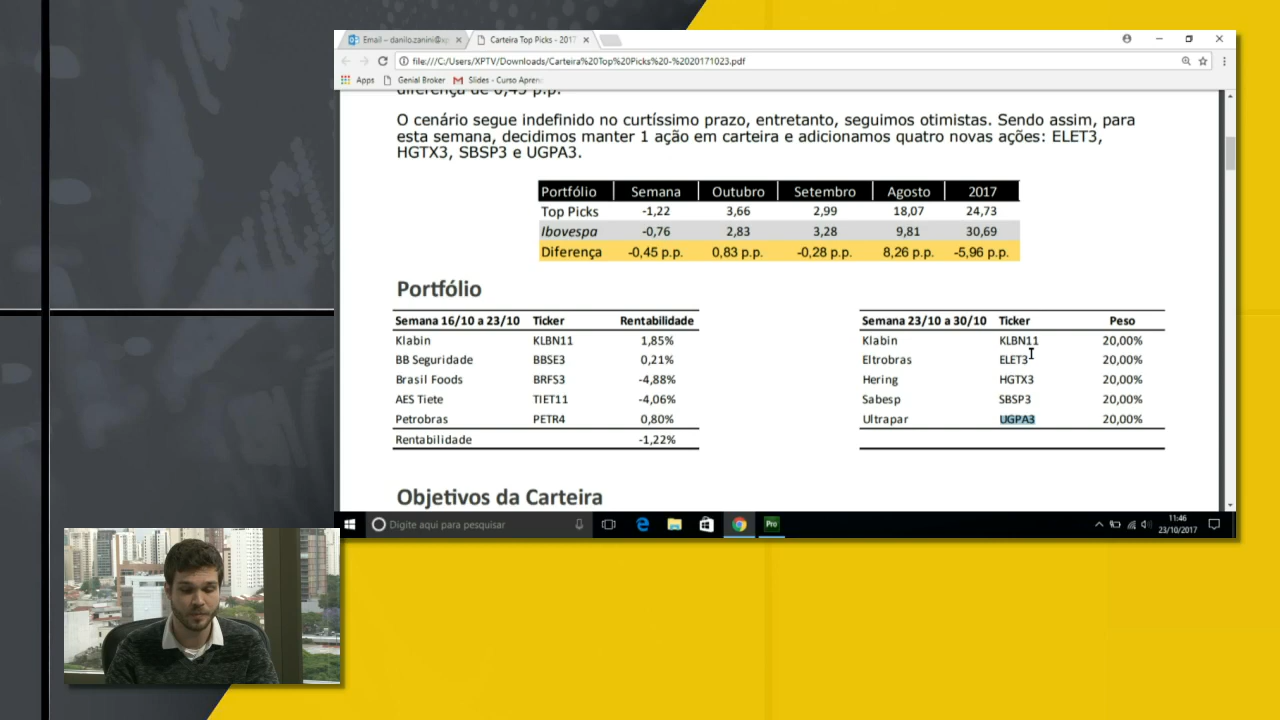 Email – danilo.zanini@xp
Carteira Top Picks - 2017
file:///C:/Users/XPTV/Downloads/Carteira%20Top%20Picks%20-%2020171023.pdf
Apps Genial Broker Slides - Curso Apren
diferença de 0,45 p.p.
O cenário segue indefinido no curtíssimo prazo, entretanto, seguimos otimistas. Sendo assim, para
esta semana, decidimos manter 1 ação em carteira e adicionamos quatro novas ações: ELET3,
HGTX3, SBSP3 e UGPA3.
Portfólio Semana Outubro Setembro Agosto 2017
Top Picks -1,22 3,66 2,99 18,07 24,73
Ibovespa -0,76 2,83 3,28 9,81 30,69
Diferença -0,45 p.p. 0,83 p.p. -0,28 p.p. 8,26 p.p. -5,96 p.p.
Portfólio
Semana 16/10 a 23/10 Ticker Rentabilidade
Klabin KLBN11 1,85%
BB Seguridade BBSE3 0,21%
Brasil Foods BRFS3 -4,88%
AES Tiete TIET11 -4,06%
Petrobras PETR4 0,80%
Rentabilidade -1,22%
Semana 23/10 a 30/10 Ticker Peso
Klabin KLBN11 20,00%
Eltrobras ELET3 20,00%
Hering HGTX3 20,00%
Sabesp SBSP3 20,00%
Ultrapar UGPA3 20,00%
Objetivos da Carteira
Digite aqui para pesquisar
Pro
11:46
23/10/2017